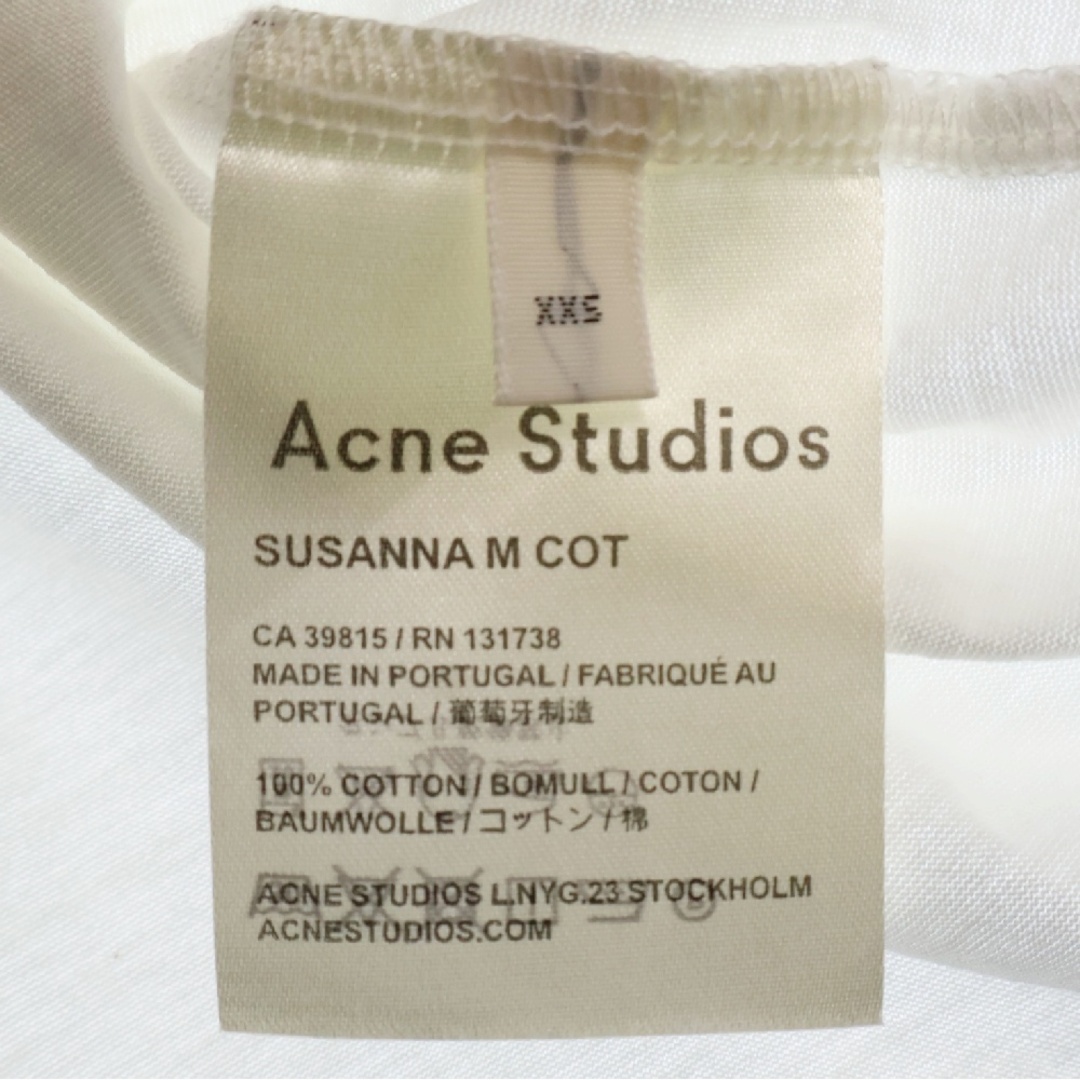 XXS
Acne Studios
SUSANNA M COT
CA 39815 / RN 131738
MADE IN PORTUGAL / FABRIQUÉ AU
PORTUGAL / 葡萄牙制造
100% COTTON / BOMULL / COTON /
BAUMWOLLE / コットン / 棉
ACNE STUDIOS L.NYG.23 STOCKHOLM
ACNESTUDIOS.COM